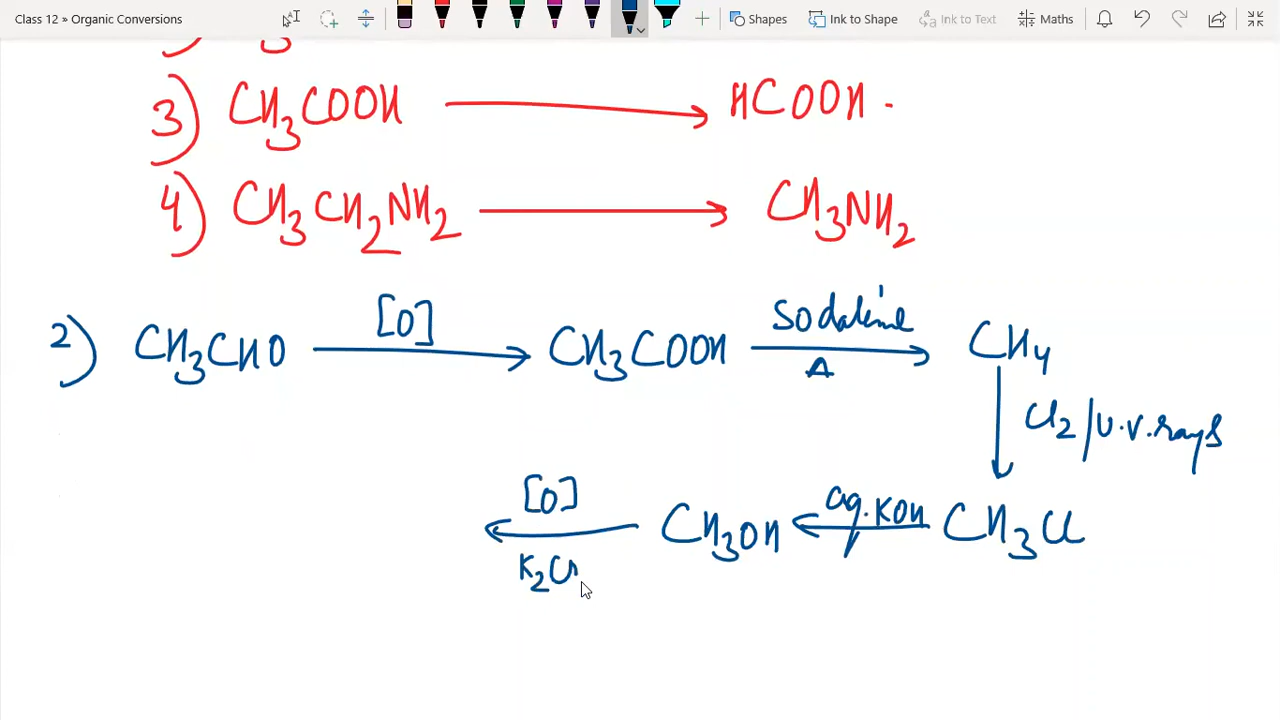 Class 12 » Organic Conversions Shapes Ink to Shape Ink to Text Maths
3) CH3COOH ⟶ HCOOH.
4) CH3CH2NH2 ⟶ CH3NH2
[O] Sodalime
2) CH3CHO ⟶ CH3COOH ⟶ CH4
Δ
Cl2/U.V.rays
[O] aq.KOH
⟵ CH3OH ⟵ CH3Cl
K2Cr